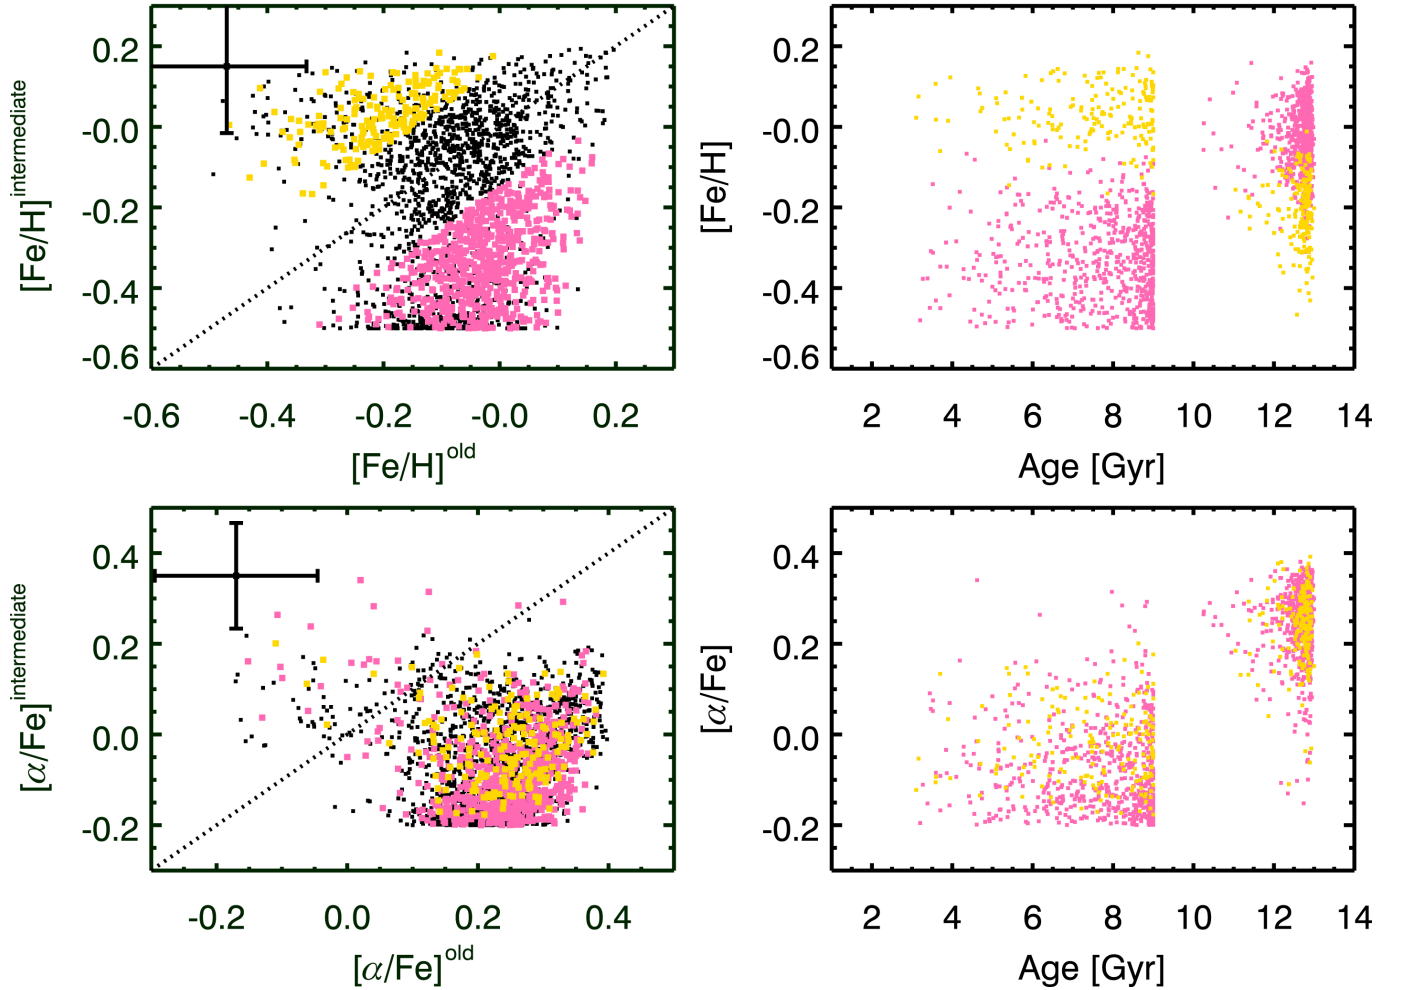 0.2
-0.0
-0.2
-0.4
-0.6
[Fe/H]^intermediate
-0.6 -0.4 -0.2 -0.0 0.2
[Fe/H]^old
0.2
-0.0
-0.2
-0.4
-0.6
[Fe/H]
2 4 6 8 10 12 14
Age [Gyr]
0.4
0.2
0.0
-0.2
[α/Fe]^intermediate
-0.2 0.0 0.2 0.4
[α/Fe]^old
0.4
0.2
0.0
-0.2
[α/Fe]
2 4 6 8 10 12 14
Age [Gyr]